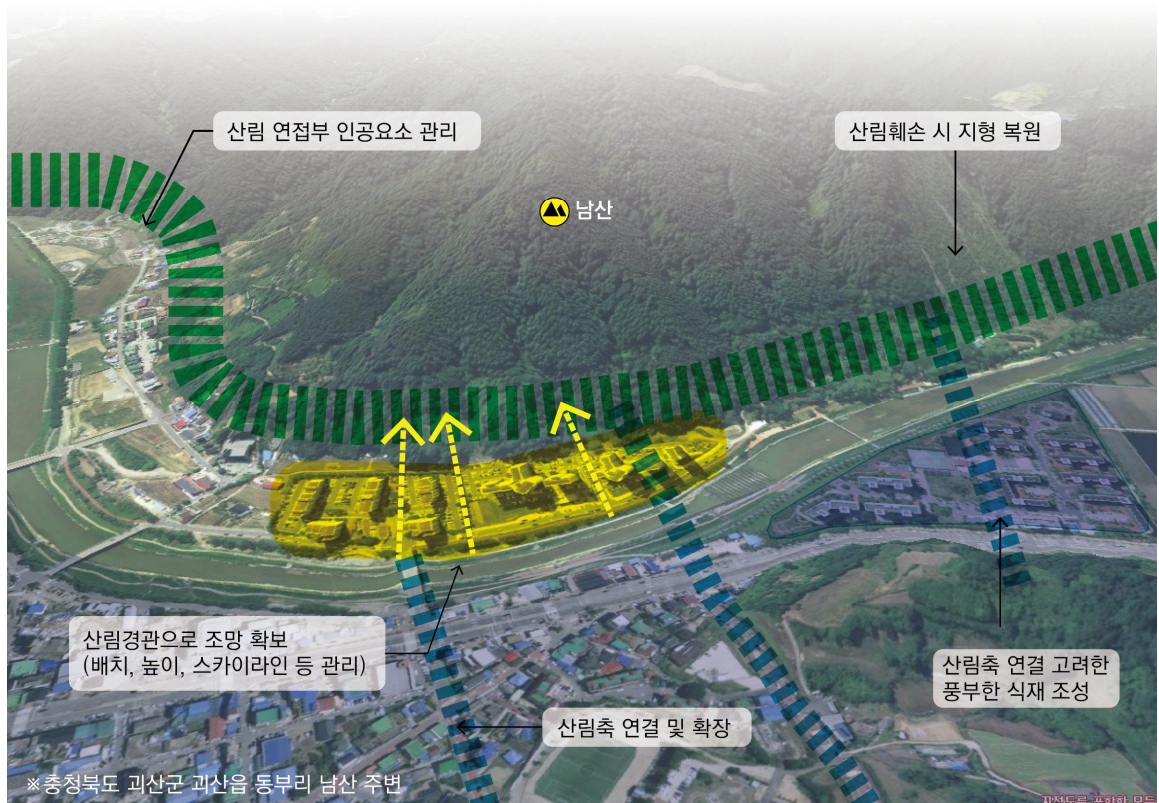 산림 연접부 인공요소 관리
산림훼손 시 지형 복원
남산
산림경관으로 조망 확보
(배치, 높이, 스카이라인 등 관리)
산림축 연결 고려한
풍부한 식재 조성
산림축 연결 및 확장
※충청북도 괴산군 괴산읍 동부리 남산 주변